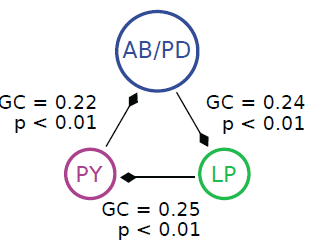 AB/PD
GC = 0.22
p < 0.01
GC = 0.24
p < 0.01
PY
LP
GC = 0.25
p < 0.01